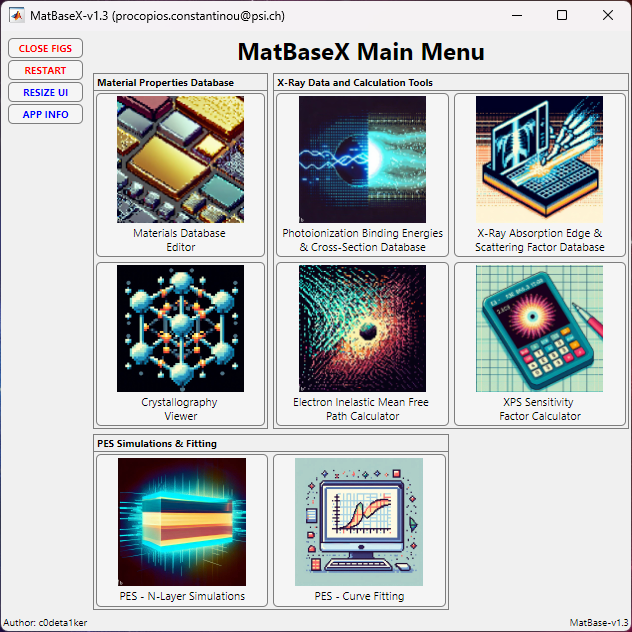 MatBaseX-v1.3 (procopios.constantinou@psi.ch)
CLOSE FIGS
RESTART
RESIZE UI
APP INFO
MatBaseX Main Menu
Material Properties Database
X-Ray Data and Calculation Tools
Materials Database
Editor
Photoionization Binding Energies
& Cross-Section Database
X-Ray Absorption Edge &
Scattering Factor Database
Crystallography
Viewer
Electron Inelastic Mean Free
Path Calculator
XPS Sensitivity
Factor Calculator
PES Simulations & Fitting
PES - N-Layer Simulations
PES - Curve Fitting
Author: c0deta1ker
MatBase-v1.3